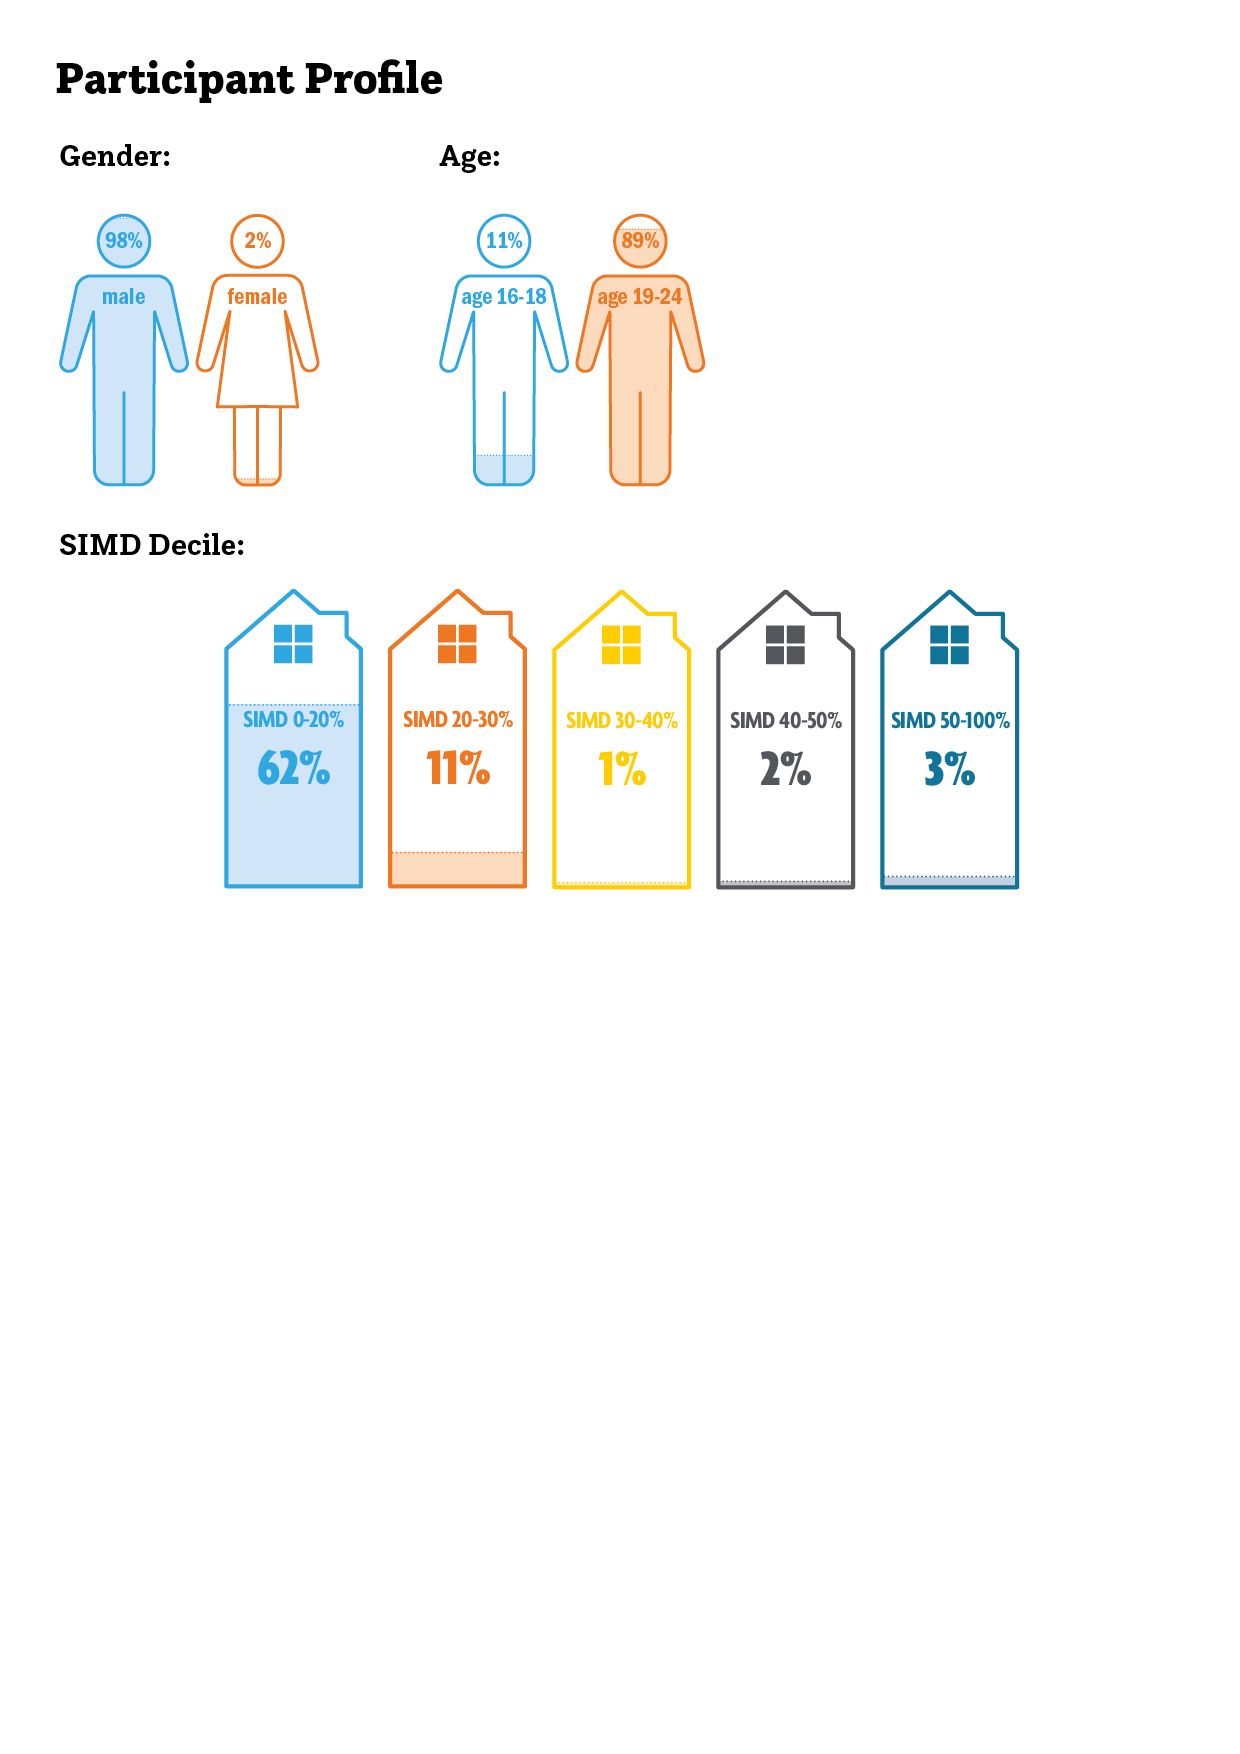 Participant Profile
Gender:
Age:
98%
2%
11%
89%
male
female
age 16-18
age 19-24
SIMD Decile:
SIMD 0-20%
SIMD 20-30%
SIMD 30-40%
SIMD 40-50%
SIMD 50-100%
62%
11%
1%
2%
3%